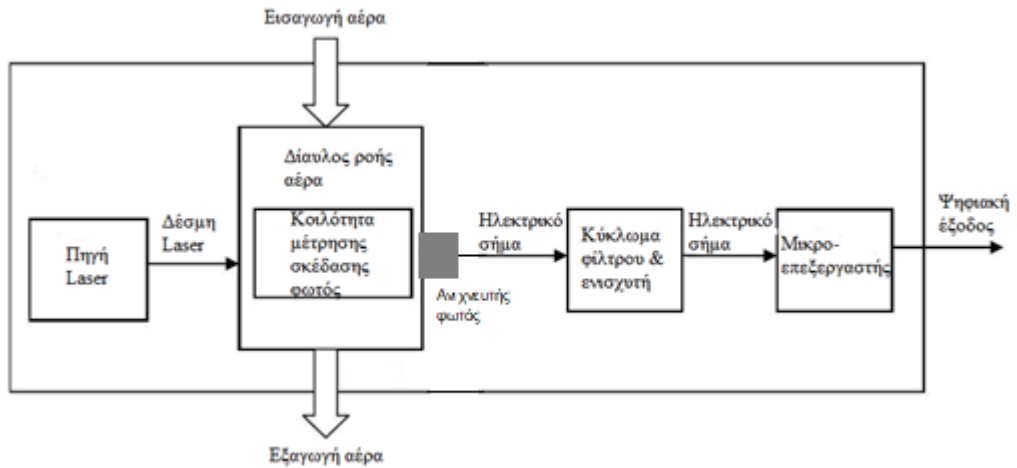 Εισαγωγή αέρα
Δίαυλος ροής
αέρα
Πηγή
Laser
Δέσμη
Laser
Κοιλότητα
μέτρησης
σκέδασης
φωτός
Ανιχνευτής
φωτός
Ηλεκτρικό
σήμα
Κύκλωμα
φίλτρου &
ενισχυτή
Ηλεκτρικό
σήμα
Μικρο-
επεξεργαστής
Ψηφιακή
έξοδος
Εξαγωγή αέρα